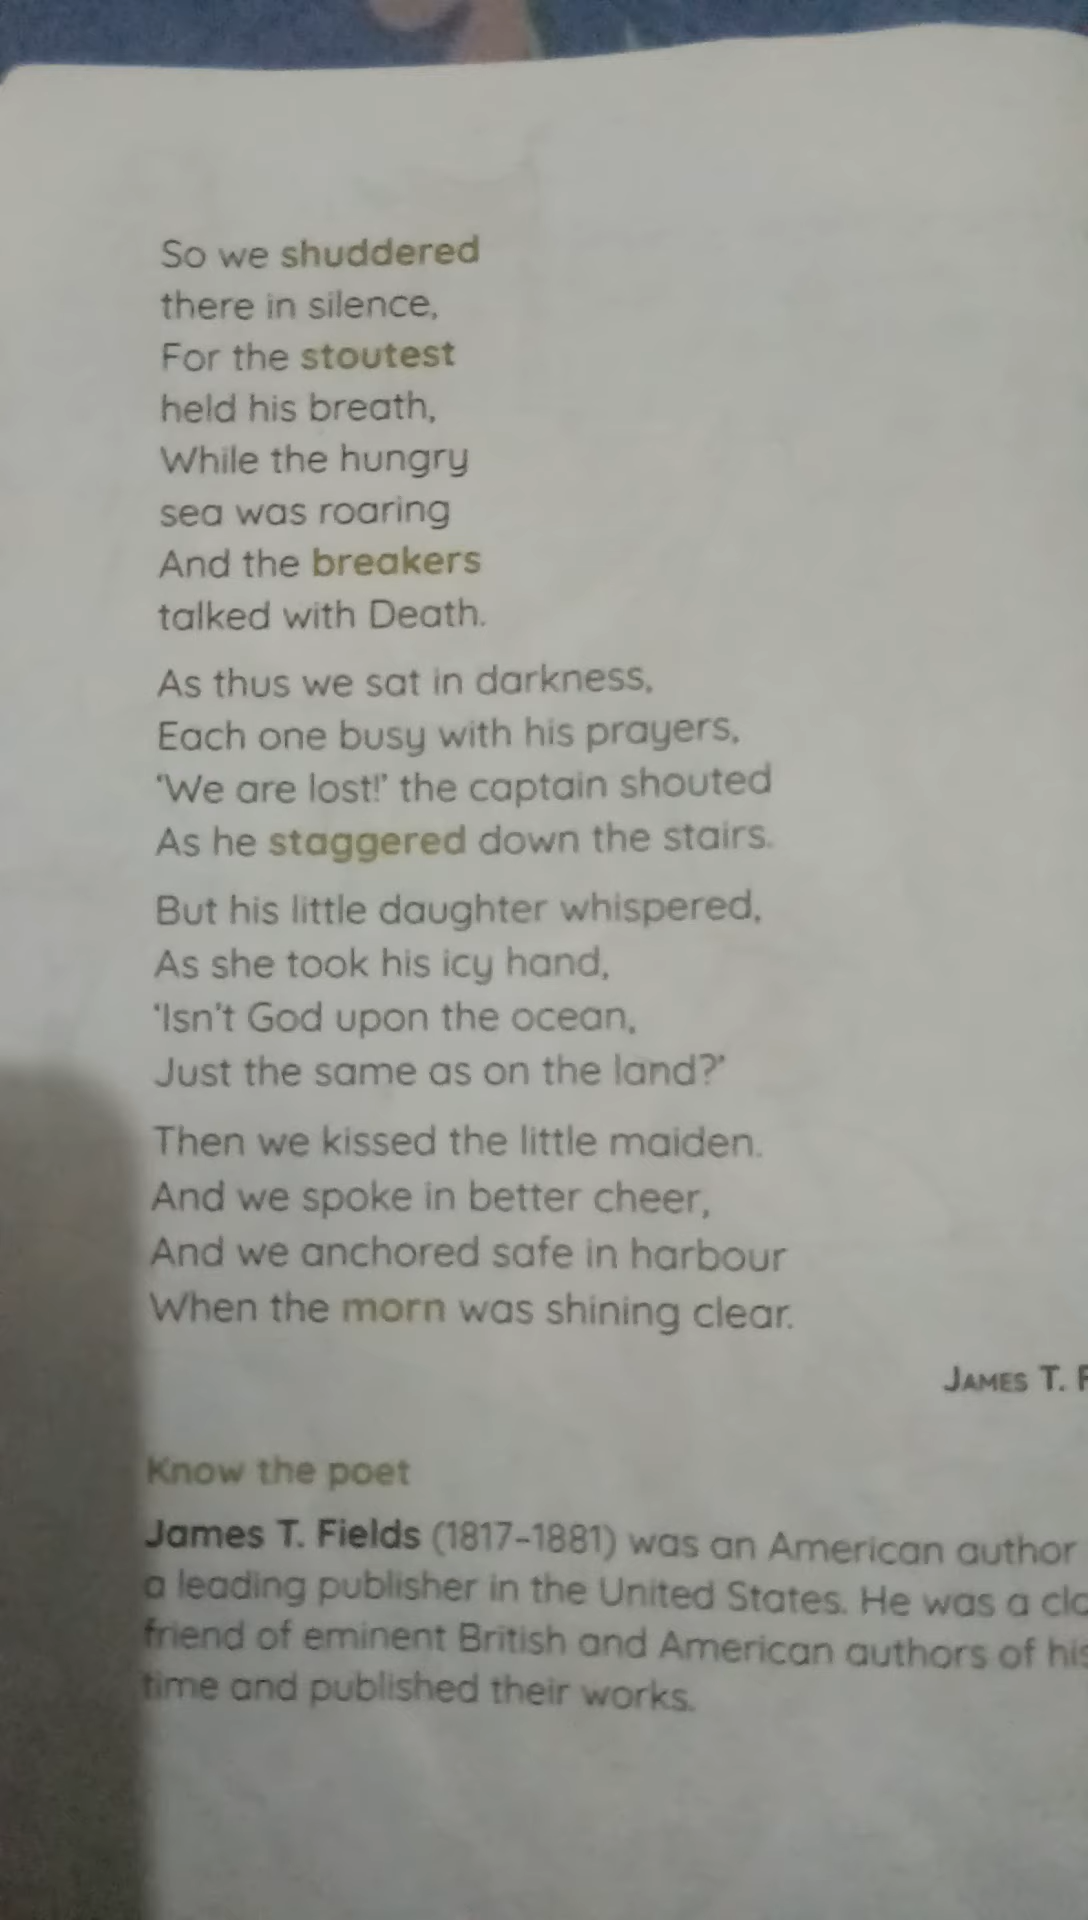 So we shuddered
there in silence,
For the stoutest
held his breath,
While the hungry
sea was roaring
And the breakers
talked with Death.
As thus we sat in darkness,
Each one busy with his prayers,
‘We are lost!’ the captain shouted
As he staggered down the stairs.
But his little daughter whispered,
As she took his icy hand,
‘Isn’t God upon the ocean,
Just the same as on the land?’
Then we kissed the little maiden.
And we spoke in better cheer,
And we anchored safe in harbour
When the morn was shining clear.
JAMES T.
Know the poet
James T. Fields (1817–1881) was an American author
a leading publisher in the United States. He was a
friend of eminent British and American authors of his
time and published their works.